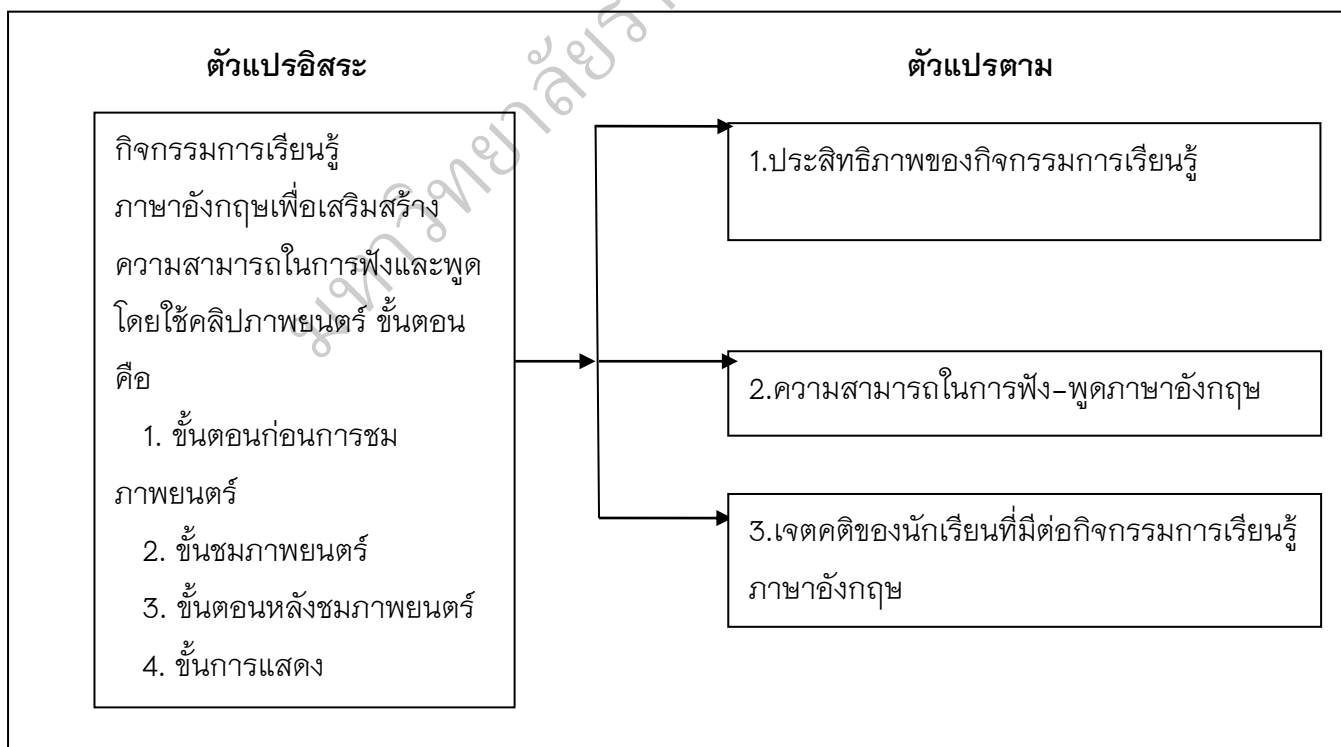 ตัวแปรอิสระ
กิจกรรมการเรียนรู้
ภาษาอังกฤษเพื่อเสริมสร้าง
ความสามารถในการฟังและพูด
โดยใช้คลิปภาพยนตร์ ขั้นตอน
คือ
1. ขั้นตอนก่อนการชม
ภาพยนตร์
2. ขั้นชมภาพยนตร์
3. ขั้นตอนหลังชมภาพยนตร์
4. ขั้นการแสดง
ตัวแปรตาม
1.ประสิทธิภาพของกิจกรรมการเรียนรู้
2.ความสามารถในการฟัง-พูดภาษาอังกฤษ
3.เจตคติของนักเรียนที่มีต่อกิจกรรมการเรียนรู้
ภาษาอังกฤษ
มหาวิทยาลัย